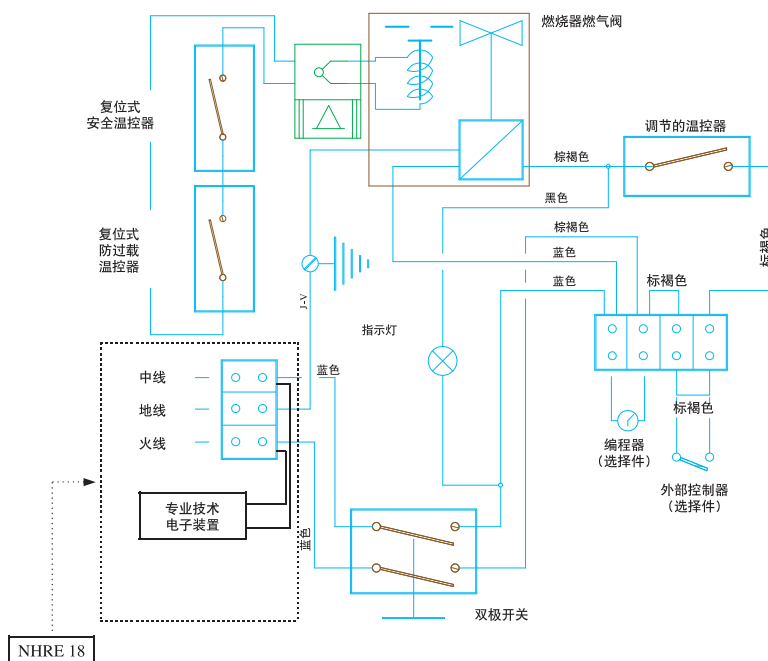 燃烧器燃气阀
复位式
安全温控器
调节的温控器
棕褐色
黑色
复位式
防过载
温控器
棕褐色
蓝色
标褐色
标褐色
蓝色
J-V
指示灯
中线
蓝色
地线
火线
标褐色
编程器
（选择件）
外部控制器
（选择件）
专业技术
电子装置
蓝色
双极开关
NHRE 18